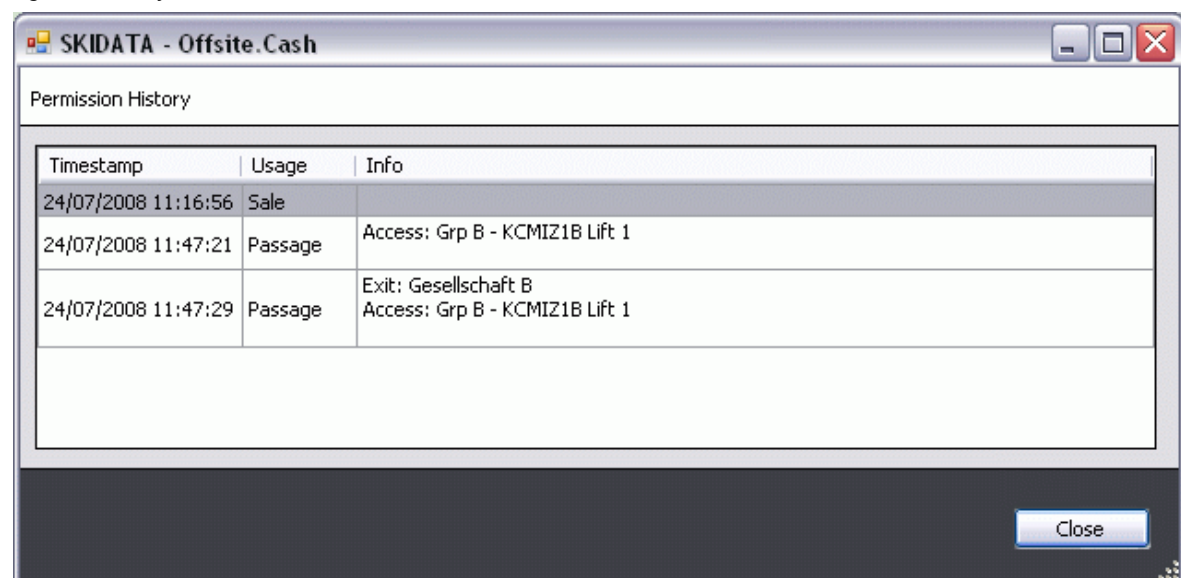 SKIDATA - Offsite.Cash
Permission History
Timestamp Usage Info
24/07/2008 11:16:56 Sale
24/07/2008 11:47:21 Passage Access: Grp B - KCMIZ1B Lift 1
Exit: Gesellschaft B
24/07/2008 11:47:29 Passage Access: Grp B - KCMIZ1B Lift 1
Close